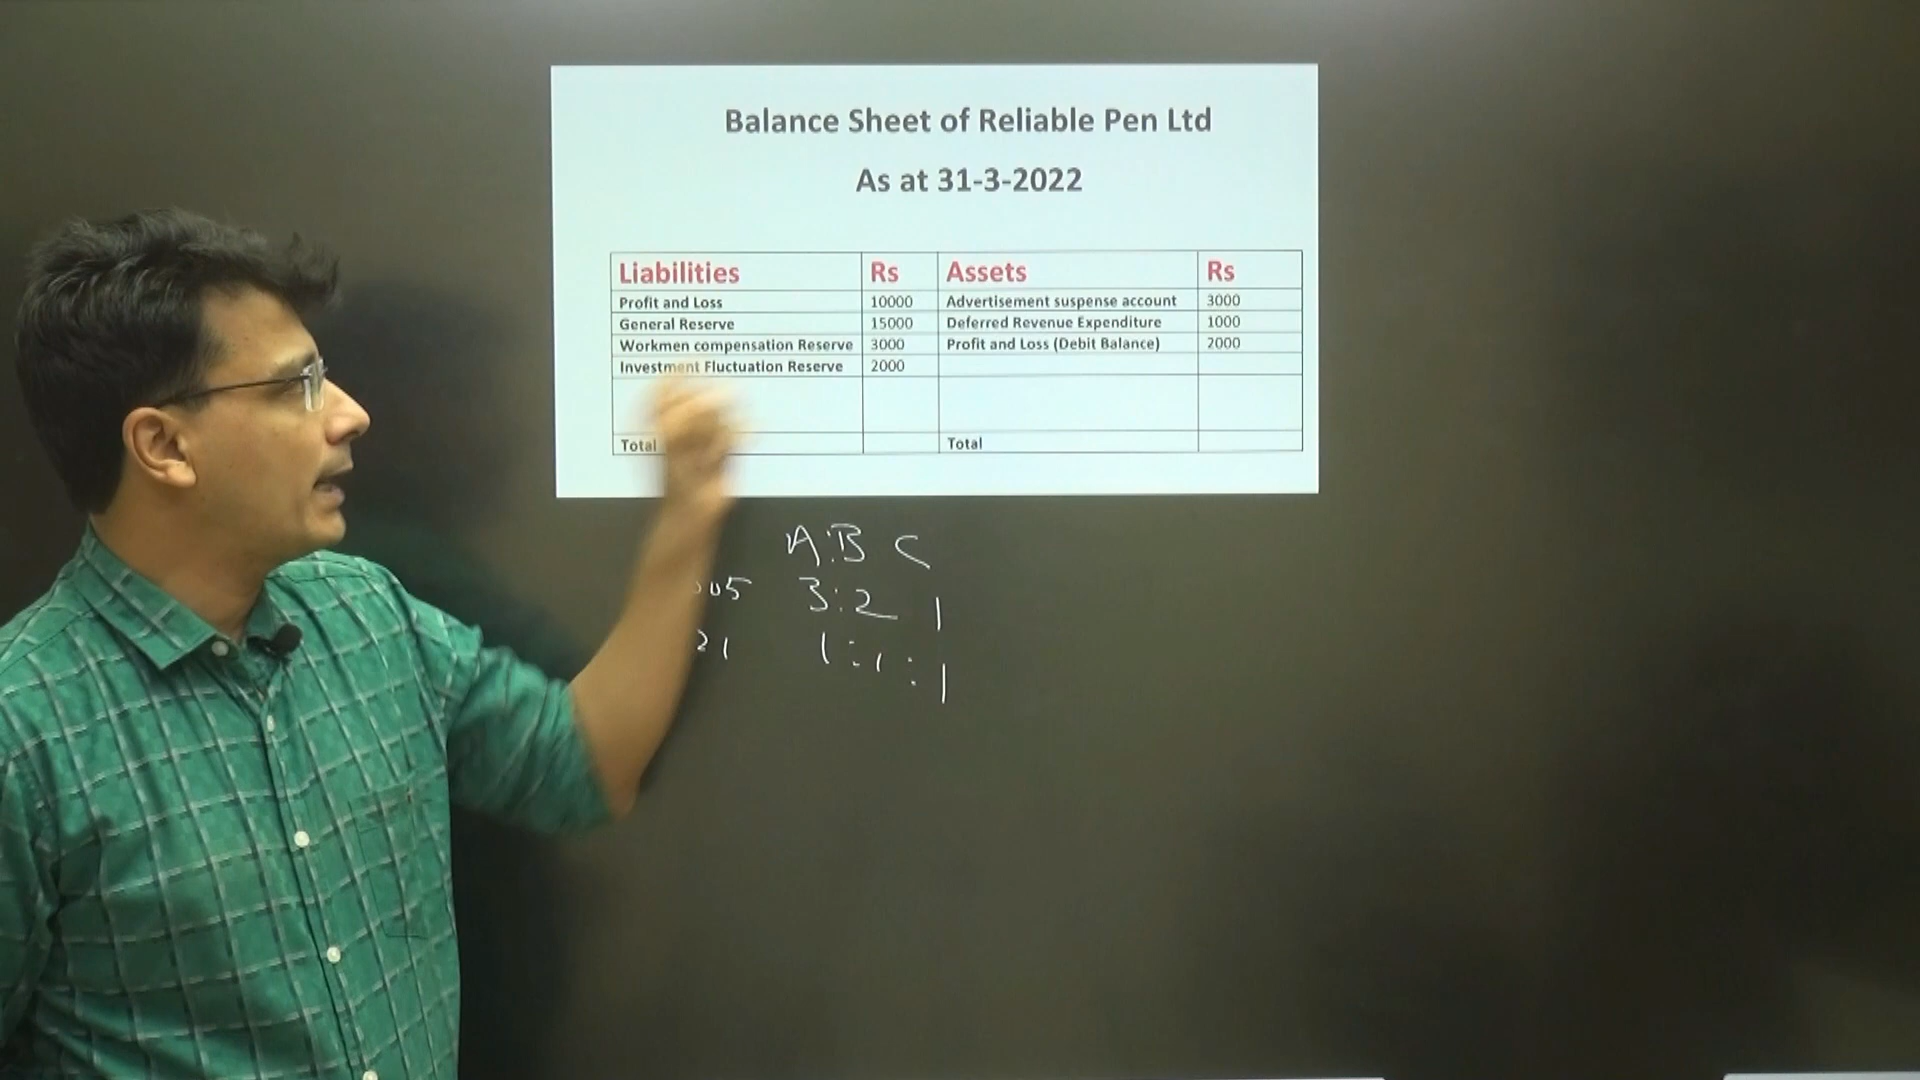 Balance Sheet of Reliable Pen Ltd
As at 31-3-2022
Liabilities Rs Assets Rs
Profit and Loss 10000 Advertisement suspense account 3000
General Reserve 15000 Deferred Revenue Expenditure 1000
Workmen compensation Reserve 3000 Profit and Loss (Debit Balance) 2000
Investment Fluctuation Reserve 2000
Total Total
A:B C
05 3:2 1
21 1:1:1